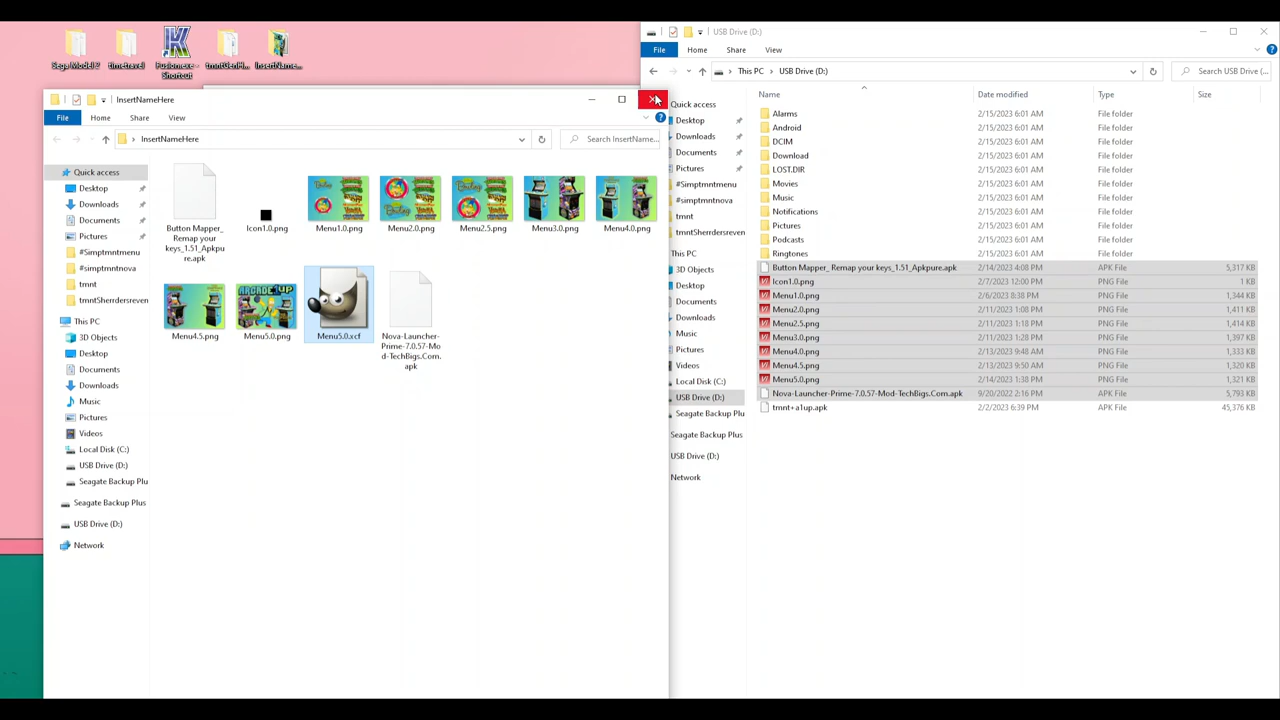 Sega Model 2
timetravel
Fusion.exe - Shortcut
tmntGenH...
InsertName...
InsertNameHere
File Home Share View
InsertNameHere
Search InsertName...
Quick access
Desktop
Downloads
Documents
Pictures
#Simptmntmenu
#simptmntnova
tmnt
tmntSherrdersreven
This PC
3D Objects
Desktop
Documents
Downloads
Music
Pictures
Videos
Local Disk (C:)
USB Drive (D:)
Seagate Backup Plus
Seagate Backup Plus
USB Drive (D:)
Network
Button Mapper_
Remap your
keys_1.51_Apkpu
re.apk
Icon1.0.png
Menu1.0.png
Menu2.0.png
Menu2.5.png
Menu3.0.png
Menu4.0.png
Menu4.5.png
ARCADE1UP
Menu5.0.png
Menu5.0.xcf
Nova-Launcher-
Prime-7.0.57-Mo
d-TechBigs.Com.
apk
USB Drive (D:)
File Home Share View
This PC USB Drive (D:)
Search USB Drive (...
Quick access
Desktop
Downloads
Documents
Pictures
#Simptmntmenu
#simptmntnova
tmnt
tmntSherrdersreven
This PC
3D Objects
Desktop
Documents
Downloads
Music
Pictures
Videos
Local Disk (C:)
USB Drive (D:)
Seagate Backup Plu
Seagate Backup Plus
USB Drive (D:)
Network
Name Date modified Type Size
Alarms 2/15/2023 6:01 AM File folder
Android 2/15/2023 6:01 AM File folder
DCIM 2/15/2023 6:01 AM File folder
Download 2/15/2023 6:01 AM File folder
LOST.DIR 2/15/2023 6:01 AM File folder
Movies 2/15/2023 6:01 AM File folder
Music 2/15/2023 6:01 AM File folder
Notifications 2/15/2023 6:01 AM File folder
Pictures 2/15/2023 6:01 AM File folder
Podcasts 2/15/2023 6:01 AM File folder
Ringtones 2/15/2023 6:01 AM File folder
Button Mapper_ Remap your keys_1.51_Apkpure.apk 2/14/2023 4:08 PM APK File 5,317 KB
Icon1.0.png 2/7/2023 12:00 PM PNG File 1 KB
Menu1.0.png 2/6/2023 8:38 PM PNG File 1,344 KB
Menu2.0.png 2/11/2023 1:08 PM PNG File 1,411 KB
Menu2.5.png 2/11/2023 1:18 PM PNG File 1,414 KB
Menu3.0.png 2/11/2023 1:28 PM PNG File 1,397 KB
Menu4.0.png 2/13/2023 9:48 AM PNG File 1,333 KB
Menu4.5.png 2/13/2023 9:50 AM PNG File 1,320 KB
Menu5.0.png 2/14/2023 1:38 PM PNG File 1,321 KB
Nova-Launcher-Prime-7.0.57-Mod-TechBigs.Com.apk 9/20/2022 2:16 PM APK File 5,793 KB
tmnt+a1up.apk 2/2/2023 6:39 PM APK File 45,376 KB